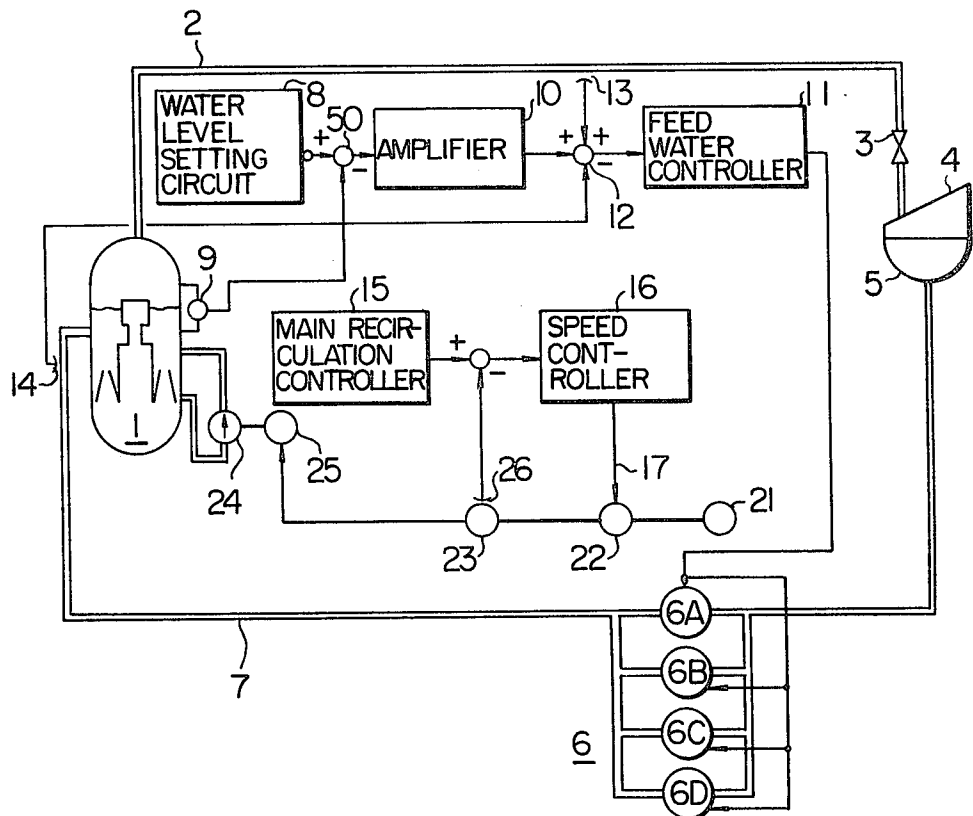 2
8
WATER
LEVEL
SETTING
CIRCUIT
+
50
-
10
AMPLIFIER
13
+
+
-
12
11
FEED
WATER
CONTROLLER
3
4
5
9
14
1
15
MAIN RECIR-
CULATION
CONTROLLER
+
-
16
SPEED
CONT-
ROLLER
24
25
26
17
23
22
21
7
6
6A
6B
6C
6D